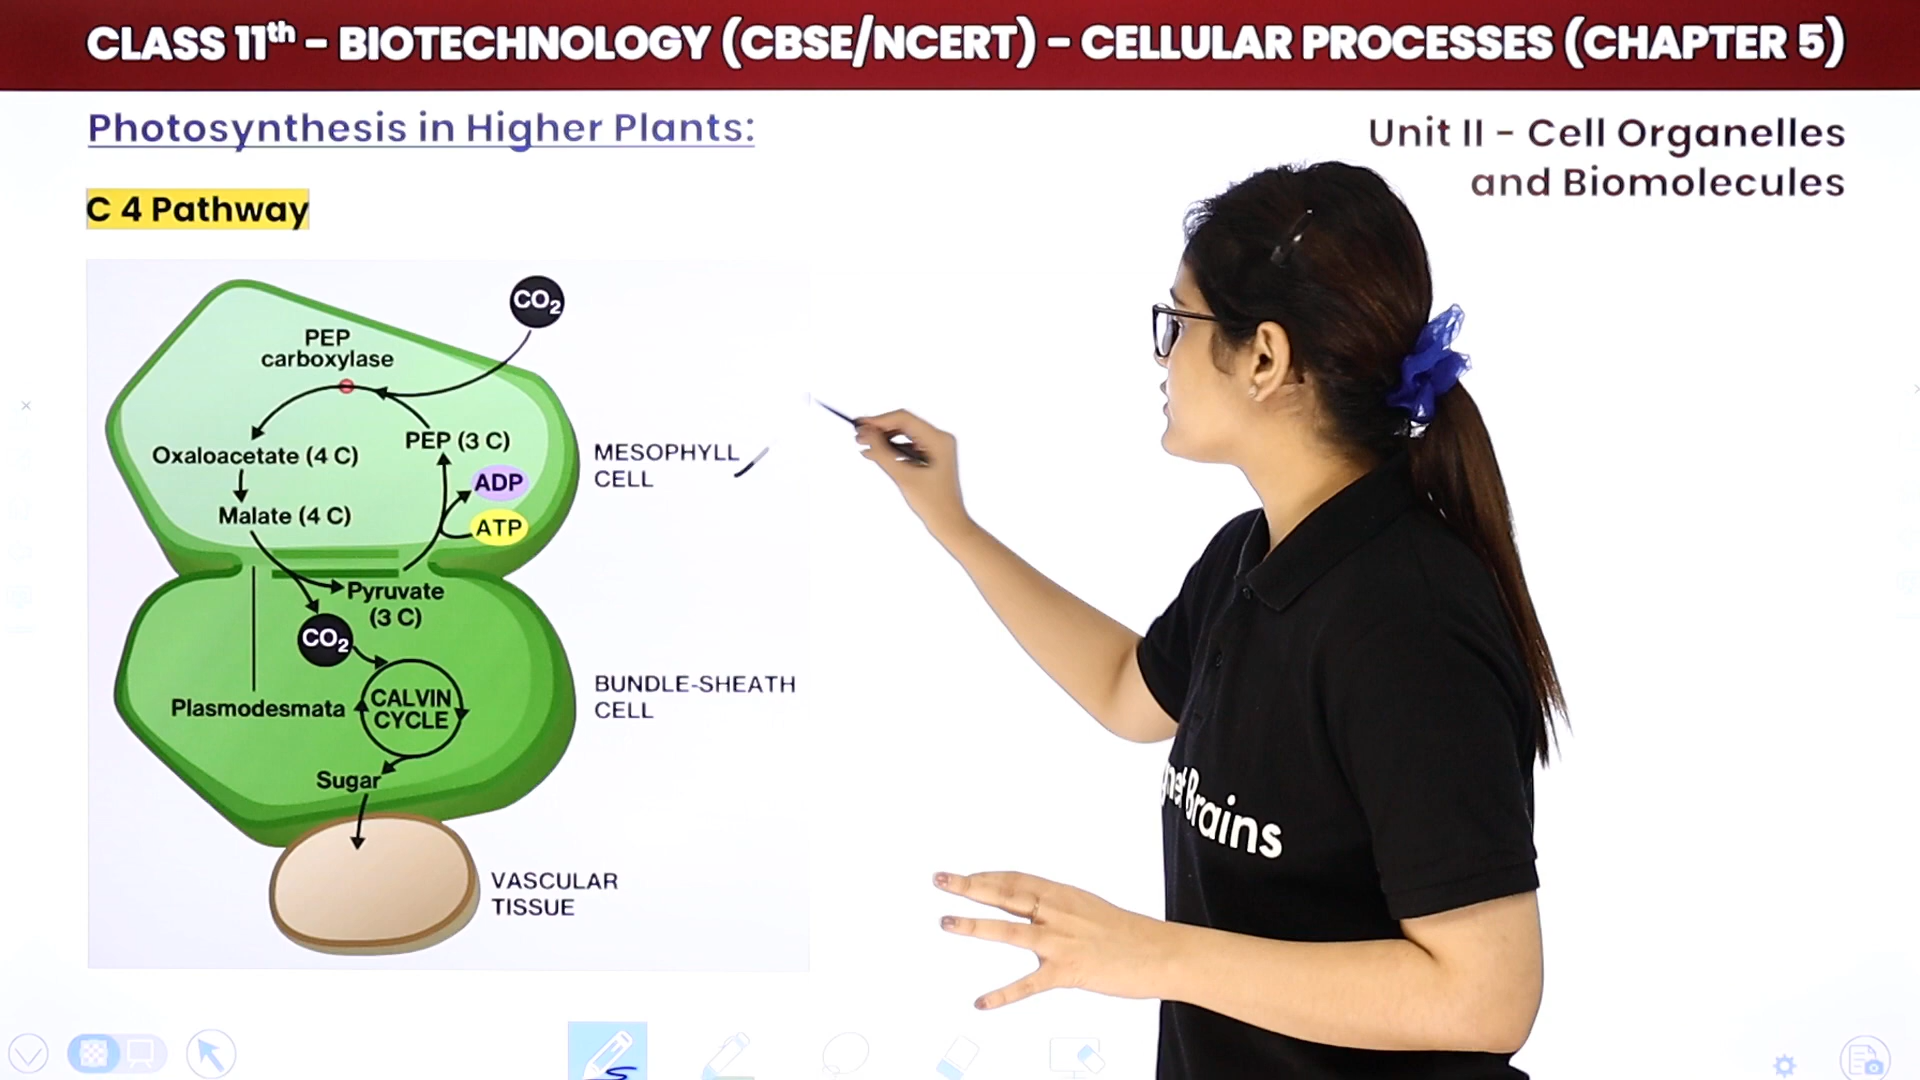 CLASS 11th - BIOTECHNOLOGY (CBSE/NCERT) - CELLULAR PROCESSES (CHAPTER 5)
Photosynthesis in Higher Plants:
Unit II - Cell Organelles
and Biomolecules
C 4 Pathway
CO2
PEP
carboxylase
PEP (3 C)
Oxaloacetate (4 C)
ADP
Malate (4 C)
ATP
MESOPHYLL
CELL
Pyruvate
(3 C)
CO2
Plasmodesmata
CALVIN
CYCLE
BUNDLE-SHEATH
CELL
Sugar
VASCULAR
TISSUE
Brains